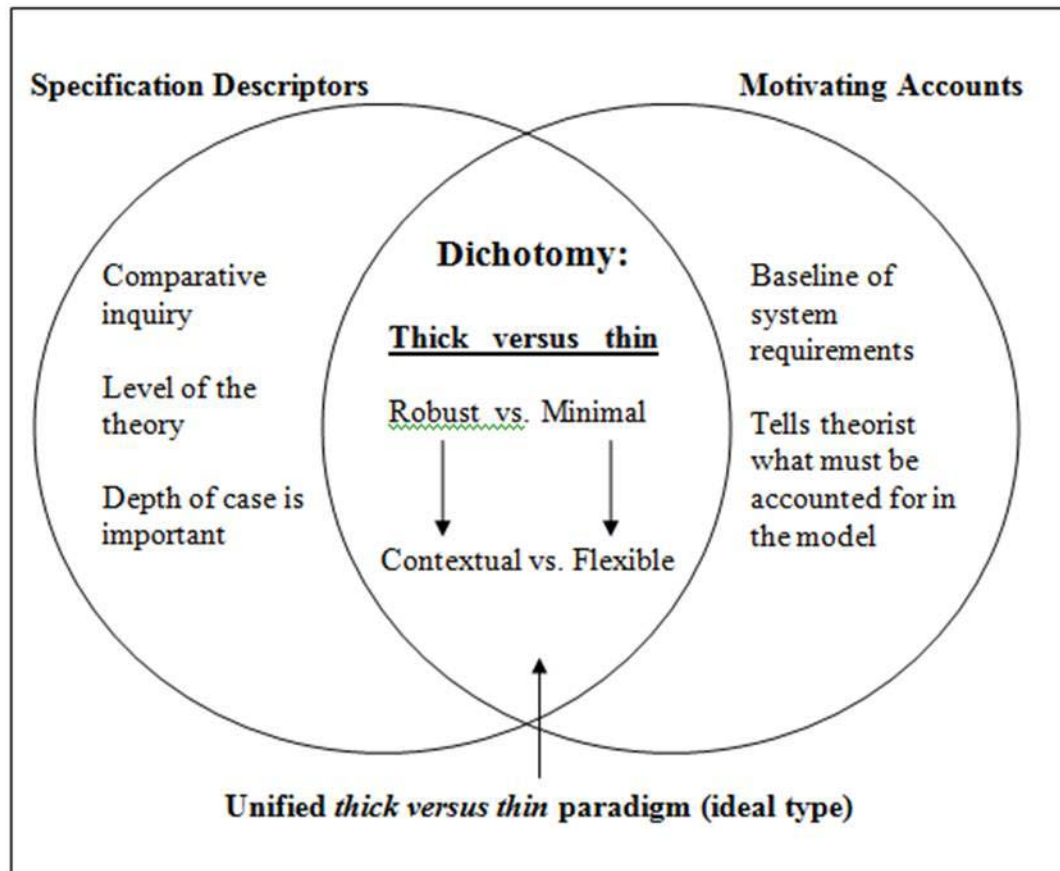 Specification Descriptors
Motivating Accounts
Comparative
inquiry
Level of the
theory
Depth of case is
important
Dichotomy:
Thick versus thin
Robust vs. Minimal
Contextual vs. Flexible
Baseline of
system
requirements
Tells theorist
what must be
accounted for in
the model
Unified thick versus thin paradigm (ideal type)